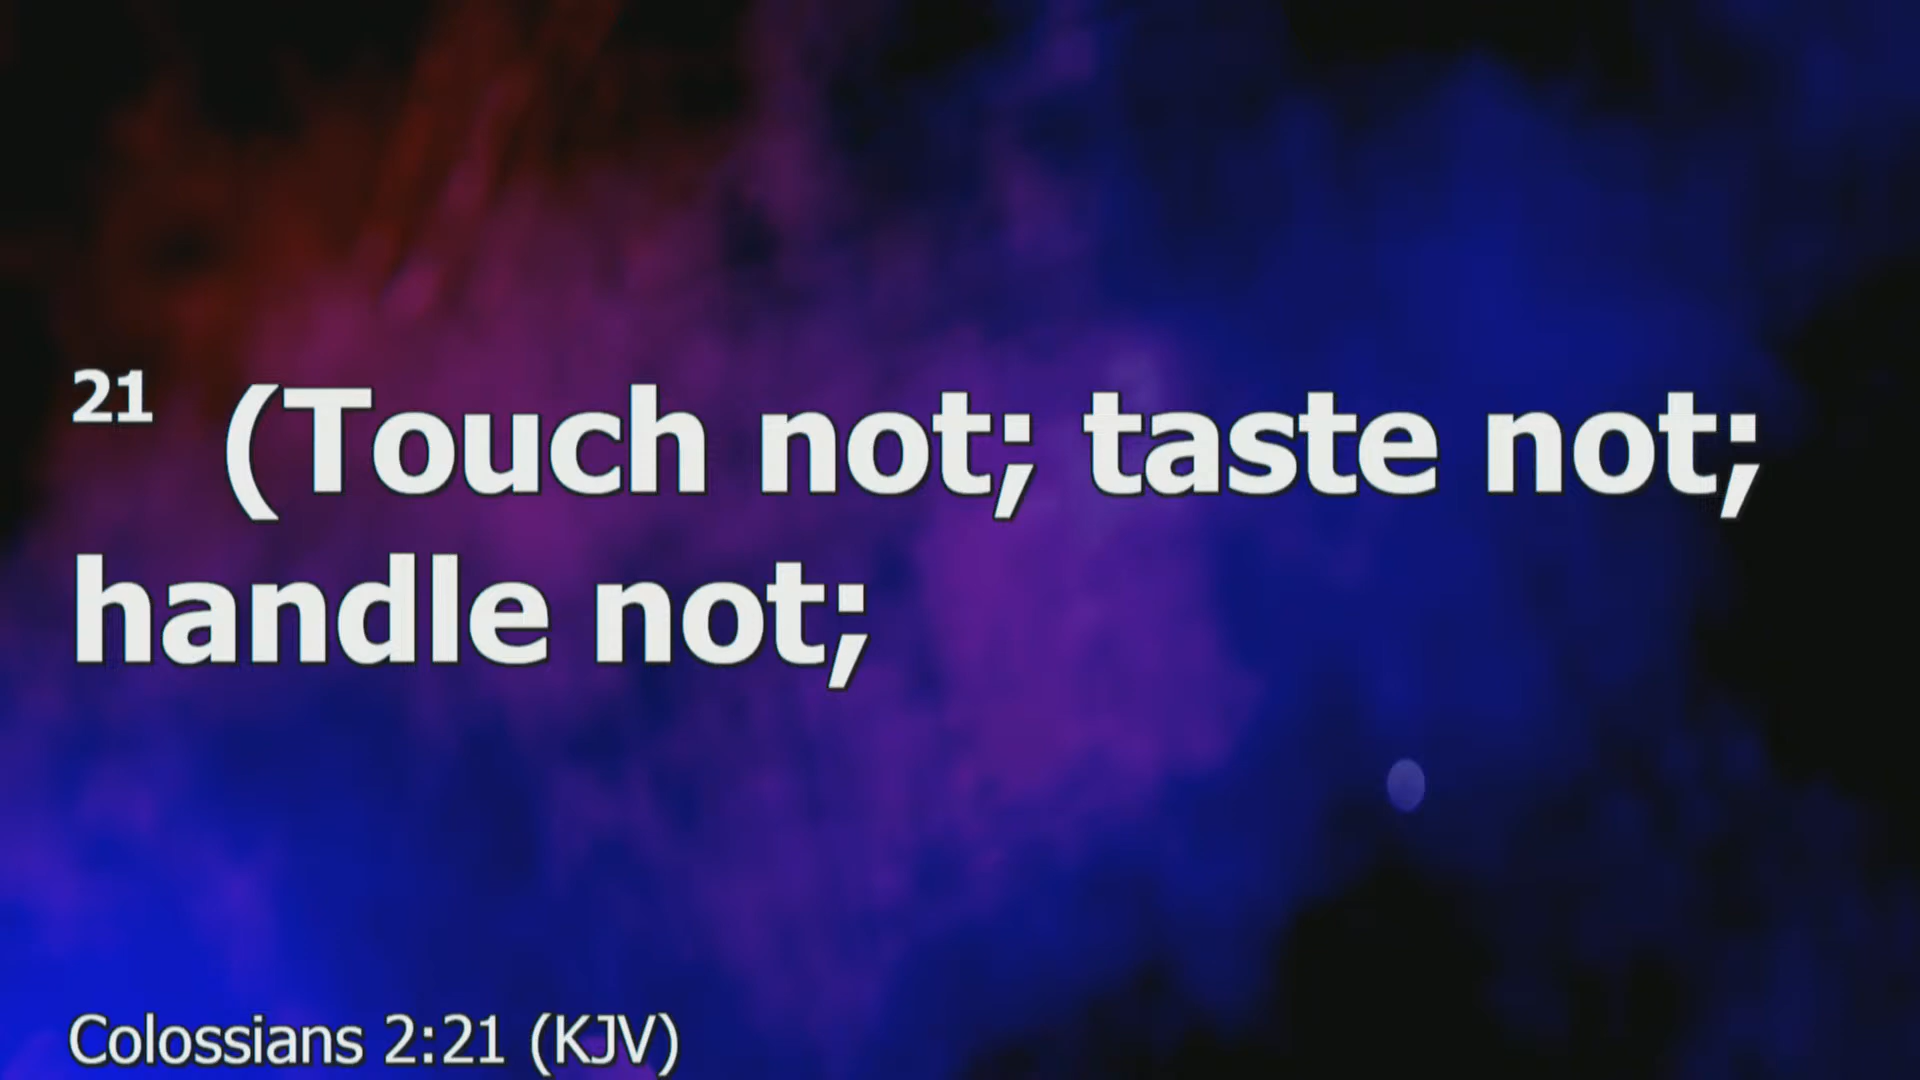 21 (Touch not; taste not;
handle not;
Colossians 2:21 (KJV)